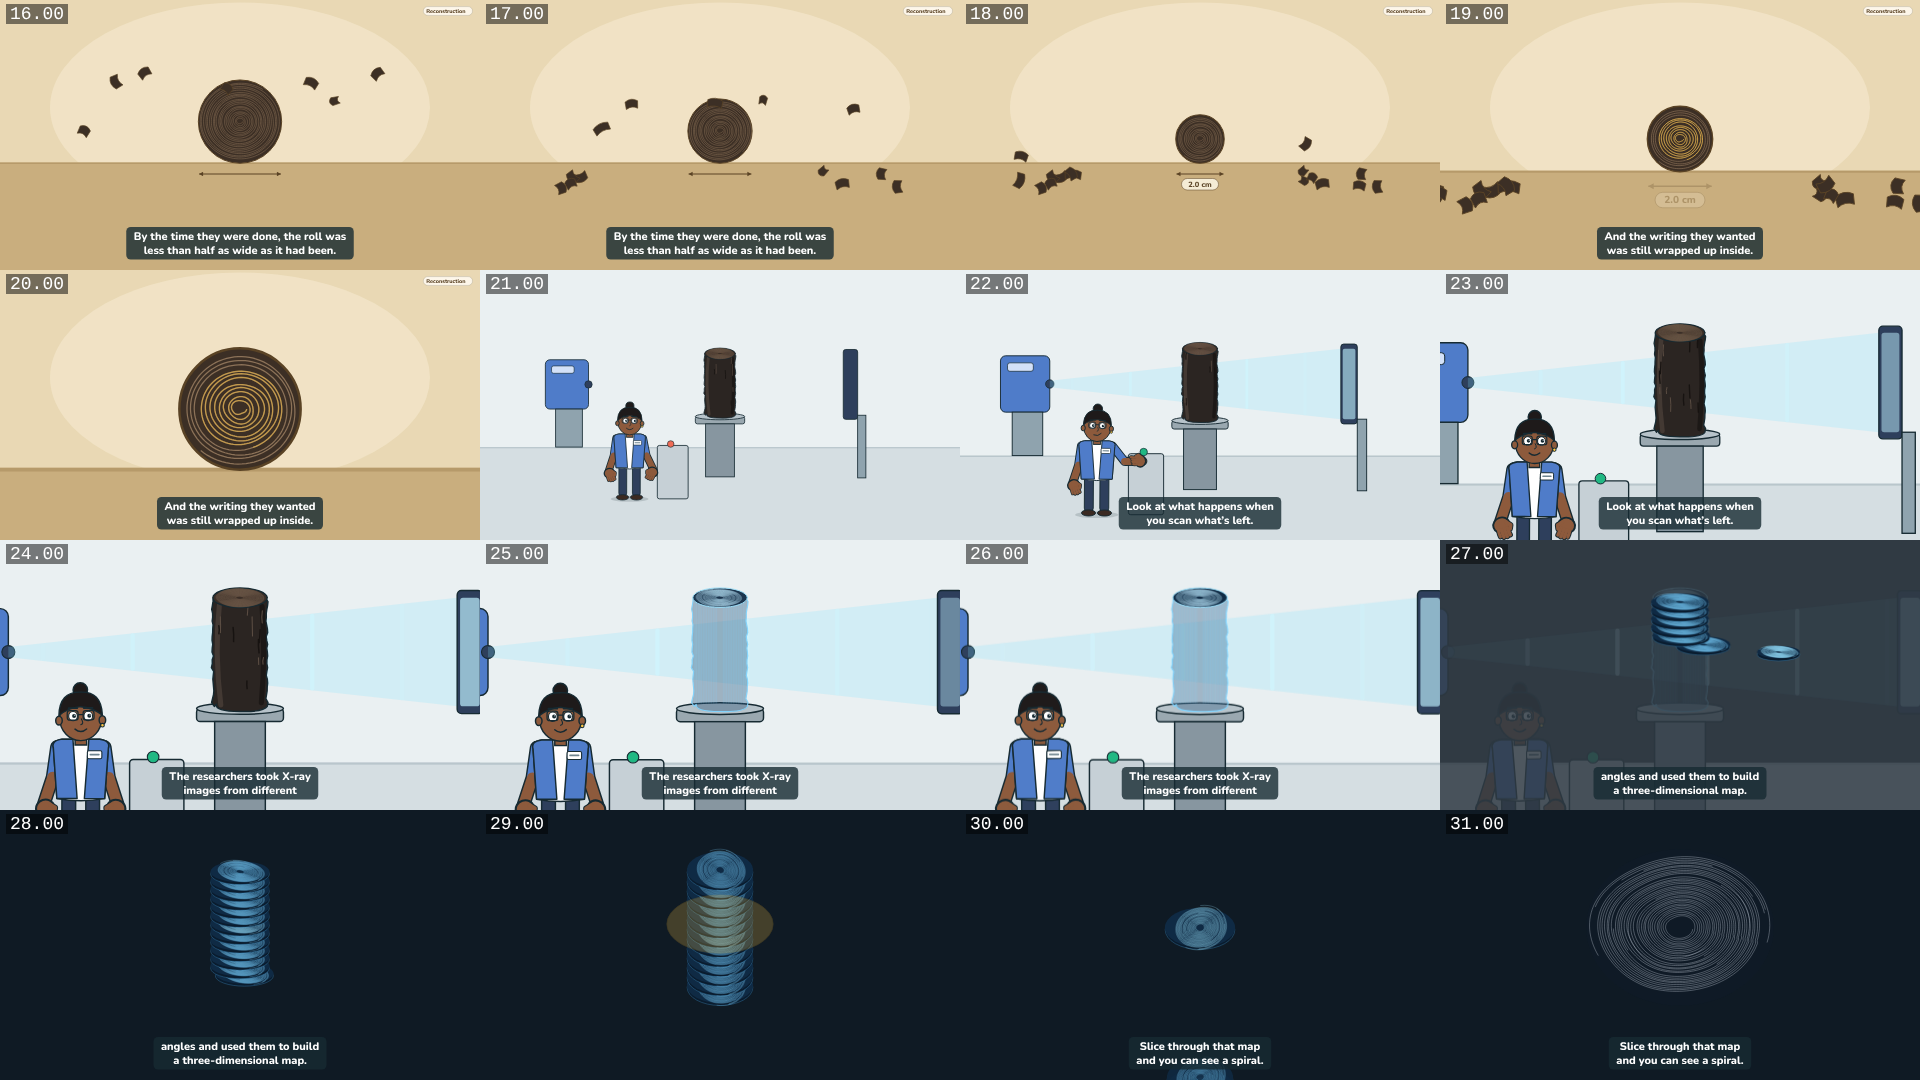 16.00
Reconstruction
By the time they were done, the roll was
less than half as wide as it had been.
17.00
Reconstruction
By the time they were done, the roll was
less than half as wide as it had been.
18.00
Reconstruction
2.0 cm
19.00
Reconstruction
2.0 cm
And the writing they wanted
was still wrapped up inside.
20.00
Reconstruction
And the writing they wanted
was still wrapped up inside.
21.00
22.00
Look at what happens when
you scan what's left.
23.00
Look at what happens when
you scan what's left.
24.00
The researchers took X-ray
images from different
25.00
The researchers took X-ray
images from different
26.00
The researchers took X-ray
images from different
27.00
angles and used them to build
a three-dimensional map.
28.00
angles and used them to build
a three-dimensional map.
29.00
30.00
Slice through that map
and you can see a spiral.
31.00
Slice through that map
and you can see a spiral.